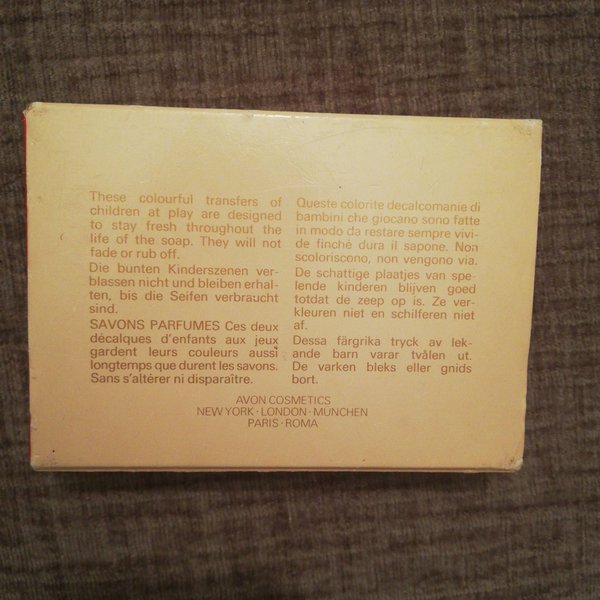 These colourful transfers of
children at play are designed
to stay fresh throughout the
life of the soap. They will not
fade or rub off.
Die bunten Kinderszenen ver-
blassen nicht und bleiben erhal-
ten, bis die Seifen verbraucht
sind.
SAVONS PARFUMES Ces deux
décalques d'enfants aux jeux
gardent leurs couleurs aussi
longtemps que durent les savons.
Sans s'altérer ni disparaître.
Queste colorite decalcomanie di
bambini che giocano sono fatte
in modo da restare sempre vivi-
de finché dura il sapone. Non
scoloriscono, non vengono via.
De schattige plaatjes van spe-
lende kinderen blijven goed
totdat de zeep op is. Ze ver-
kleuren niet en schilferen niet
af.
Dessa färgrika tryck av lek-
ande barn varar tvålen ut.
De varken bleks eller gnids
bort.
AVON COSMETICS
NEW YORK · LONDON · MÜNCHEN
PARIS · ROMA